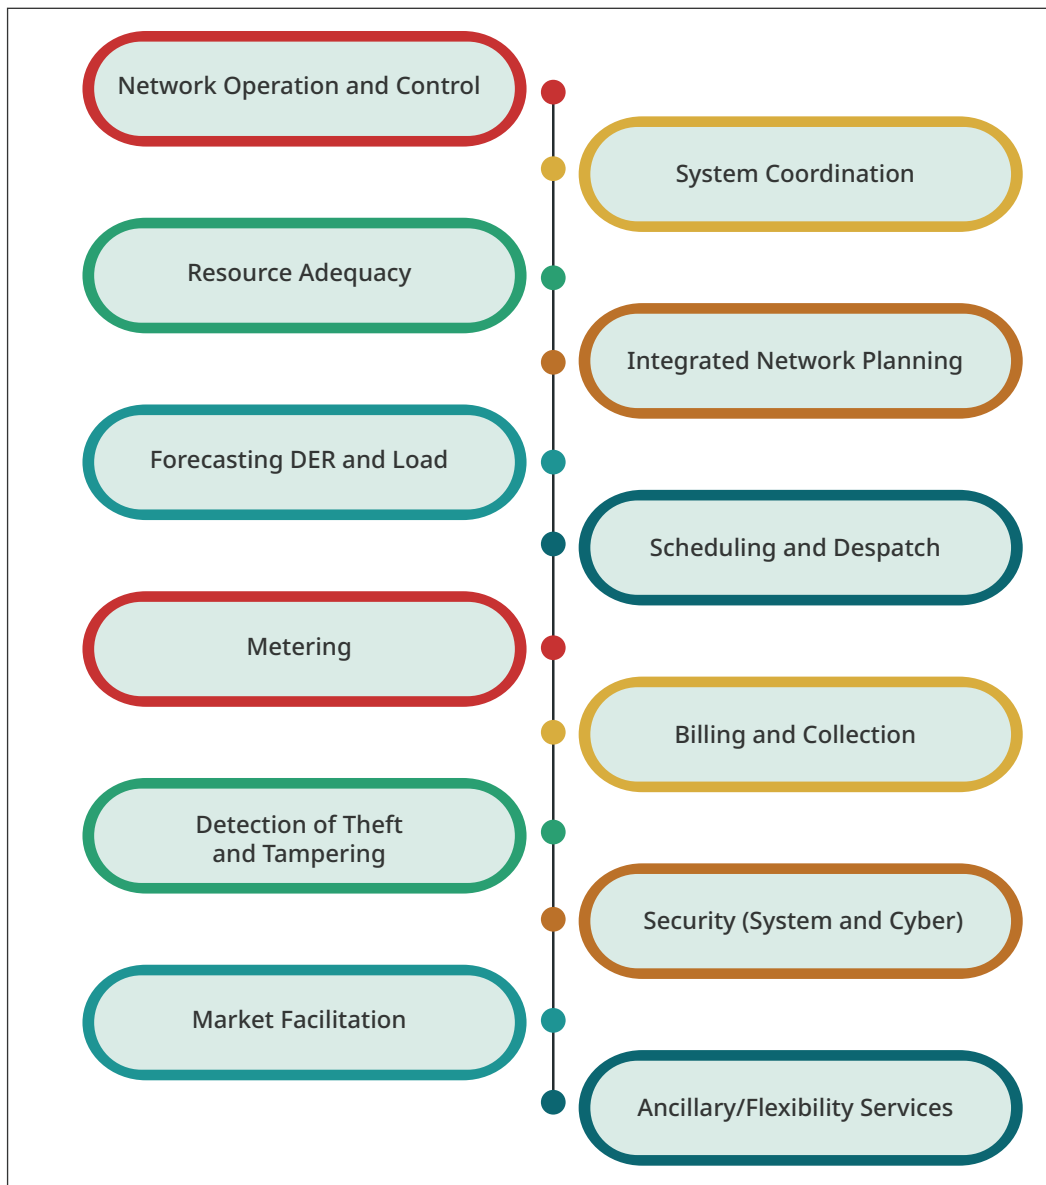 Network Operation and Control
System Coordination
Resource Adequacy
Integrated Network Planning
Forecasting DER and Load
Scheduling and Despatch
Metering
Billing and Collection
Detection of Theft
and Tampering
Security (System and Cyber)
Market Facilitation
Ancillary/Flexibility Services